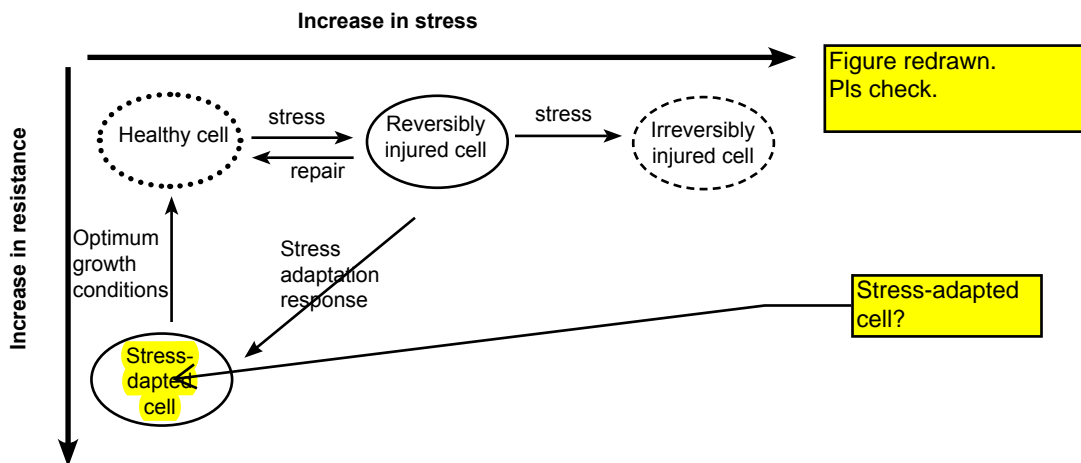 Increase in stress
Figure redrawn.
Pls check.
Healthy cell
stress
repair
Reversibly
injured cell
stress
Irreversibly
injured cell
Increase in resistance
Optimum
growth
conditions
Stress
adaptation
response
Stress-adapted
cell?
Stress-
dapted
cell